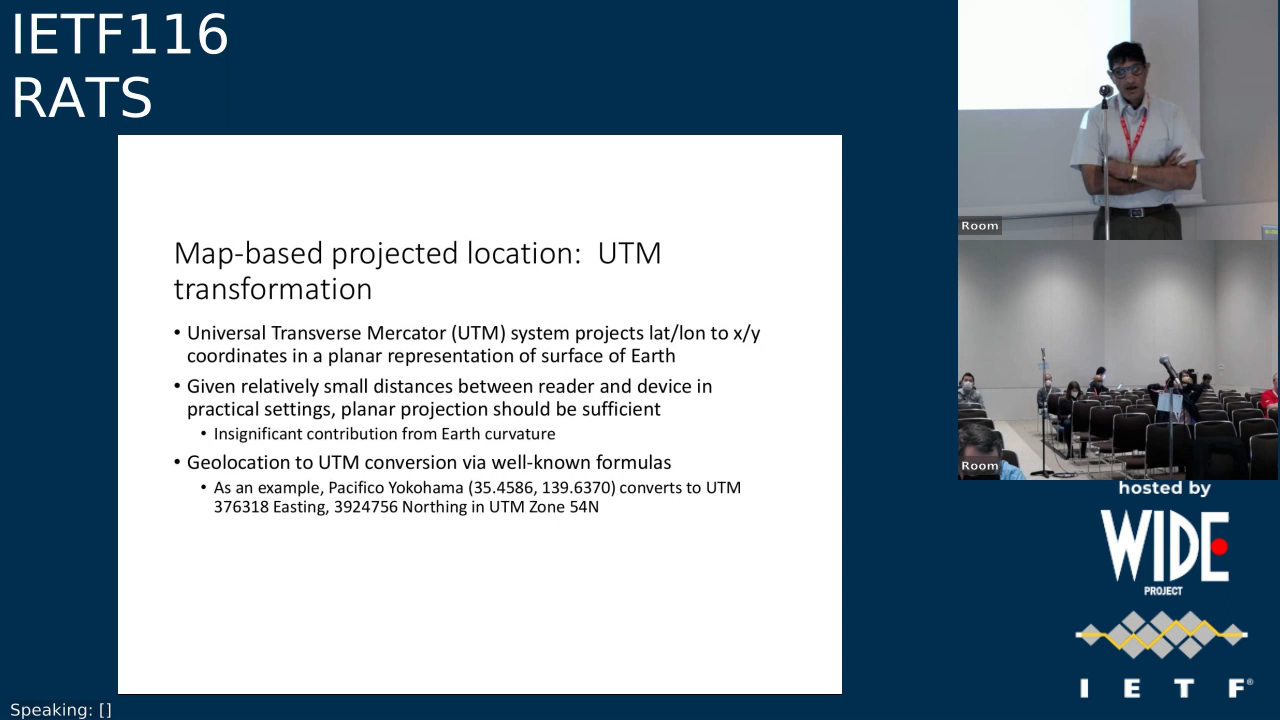 IETF116
RATS
Map-based projected location:  UTM
transformation
• Universal Transverse Mercator (UTM) system projects lat/lon to x/y
coordinates in a planar representation of surface of Earth
• Given relatively small distances between reader and device in
practical settings, planar projection should be sufficient
• Insignificant contribution from Earth curvature
• Geolocation to UTM conversion via well-known formulas
• As an example, Pacifico Yokohama (35.4586, 139.6370) converts to UTM
376318 Easting, 3924756 Northing in UTM Zone 54N
Room
Room
hosted by
WIDE
PROJECT
I E T F®
Speaking: []